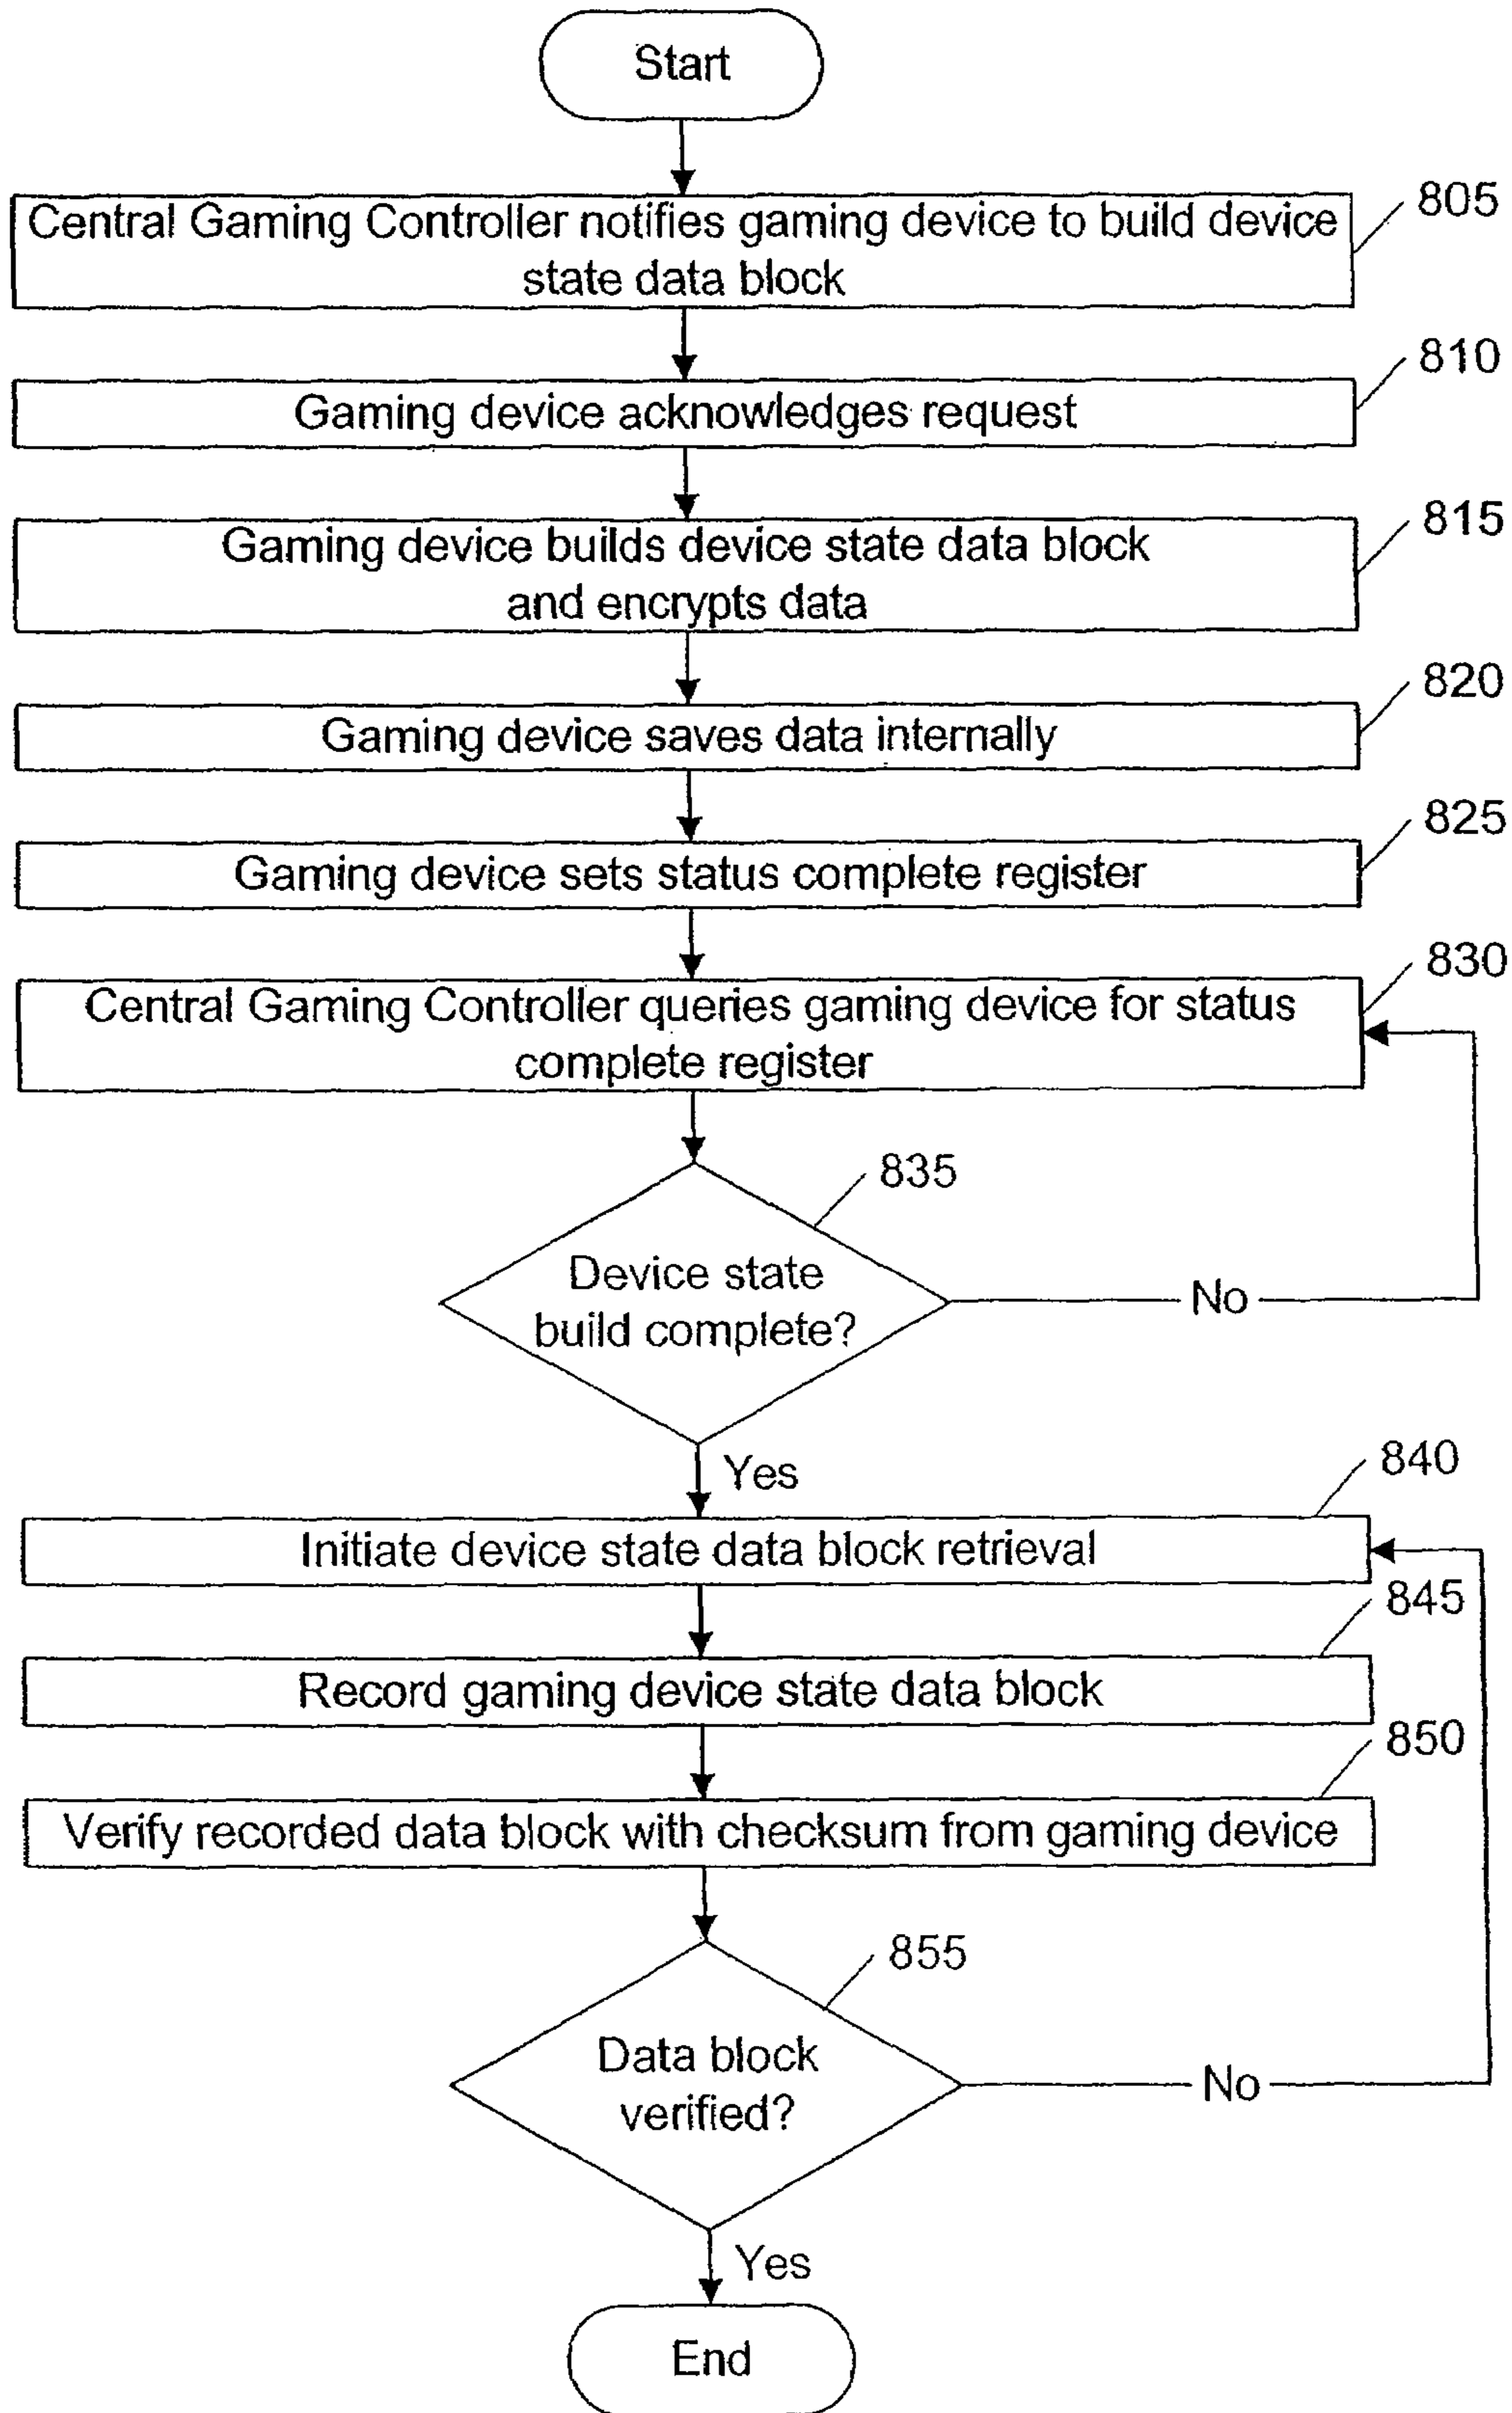 Start
805
Central Gaming Controller notifies gaming device to build device
state data block
810
Gaming device acknowledges request
815
Gaming device builds device state data block
and encrypts data
820
Gaming device saves data internally
825
Gaming device sets status complete register
830
Central Gaming Controller queries gaming device for status
complete register
835
Device state
build complete?
No
Yes
840
Initiate device state data block retrieval
845
Record gaming device state data block
850
Verify recorded data block with checksum from gaming device
855
Data block
verified?
No
Yes
End